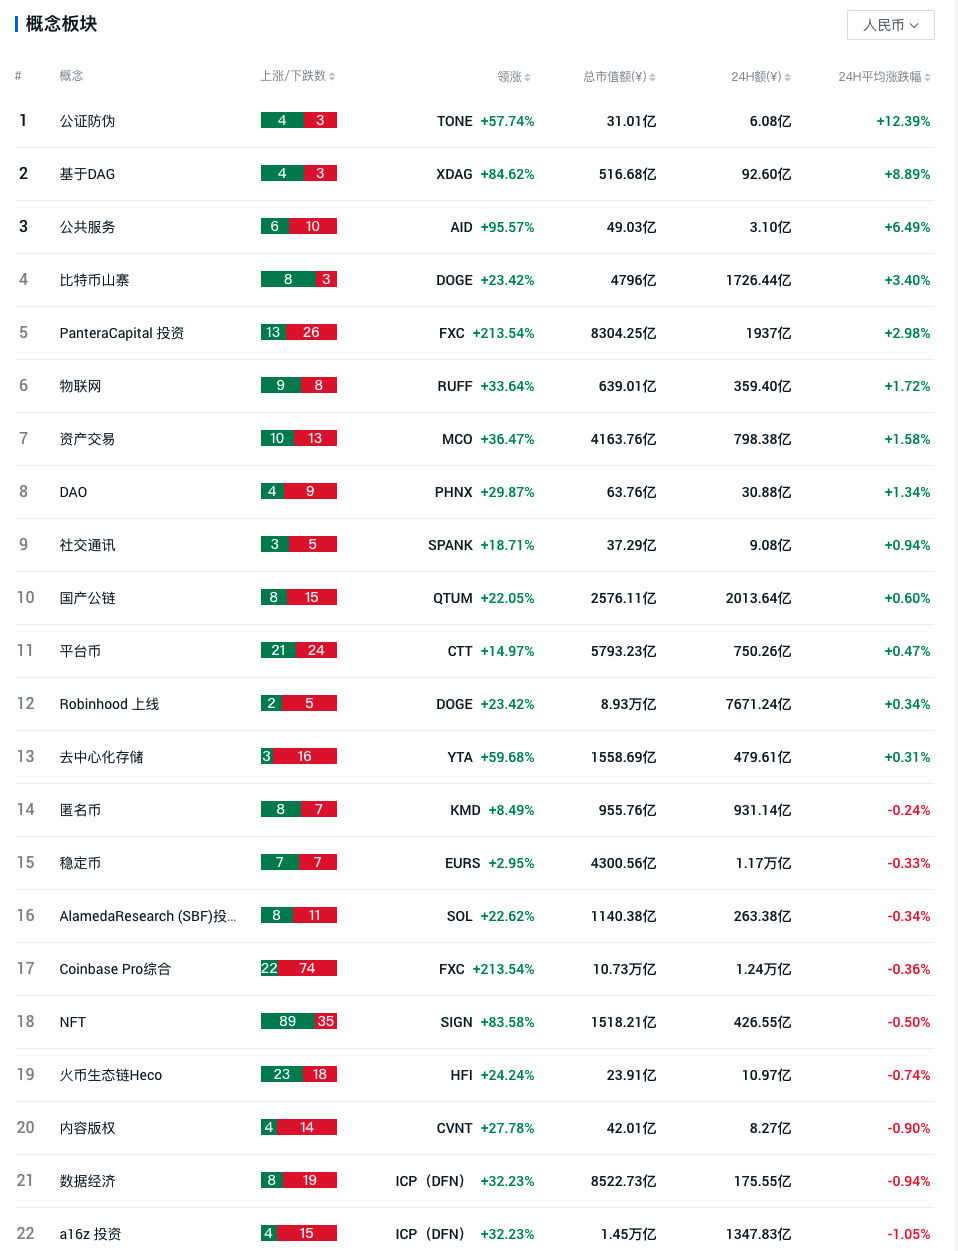 概念板块
人民币
# 概念 上涨/下跌数 领涨 总市值额(¥) 24H额(¥) 24H平均涨跌幅
1 公证防伪 4 3 TONE +57.74% 31.01亿 6.08亿 +12.39%
2 基于DAG 4 3 XDAG +84.62% 516.68亿 92.60亿 +8.89%
3 公共服务 6 10 AID +95.57% 49.03亿 3.10亿 +6.49%
4 比特币山寨 8 3 DOGE +23.42% 4796亿 1726.44亿 +3.40%
5 PanteraCapital 投资 13 26 FXC +213.54% 8304.25亿 1937亿 +2.98%
6 物联网 9 8 RUFF +33.64% 639.01亿 359.40亿 +1.72%
7 资产交易 10 13 MCO +36.47% 4163.76亿 798.38亿 +1.58%
8 DAO 4 9 PHNX +29.87% 63.76亿 30.88亿 +1.34%
9 社交通讯 3 5 SPANK +18.71% 37.29亿 9.08亿 +0.94%
10 国产公链 8 15 QTUM +22.05% 2576.11亿 2013.64亿 +0.60%
11 平台币 21 24 CTT +14.97% 5793.23亿 750.26亿 +0.47%
12 Robinhood 上线 2 5 DOGE +23.42% 8.93万亿 7671.24亿 +0.34%
13 去中心化存储 3 16 YTA +59.68% 1558.69亿 479.61亿 +0.31%
14 匿名币 8 7 KMD +8.49% 955.76亿 931.14亿 -0.24%
15 稳定币 7 7 EURS +2.95% 4300.56亿 1.17万亿 -0.33%
16 AlamedaResearch (SBF)投... 8 11 SOL +22.62% 1140.38亿 263.38亿 -0.34%
17 Coinbase Pro综合 22 74 FXC +213.54% 10.73万亿 1.24万亿 -0.36%
18 NFT 89 35 SIGN +83.58% 1518.21亿 426.55亿 -0.50%
19 火币生态链Heco 23 18 HFI +24.24% 23.91亿 10.97亿 -0.74%
20 内容版权 4 14 CVNT +27.78% 42.01亿 8.27亿 -0.90%
21 数据经济 8 19 ICP（DFN） +32.23% 8522.73亿 175.55亿 -0.94%
22 a16z 投资 4 15 ICP（DFN） +32.23% 1.45万亿 1347.83亿 -1.05%